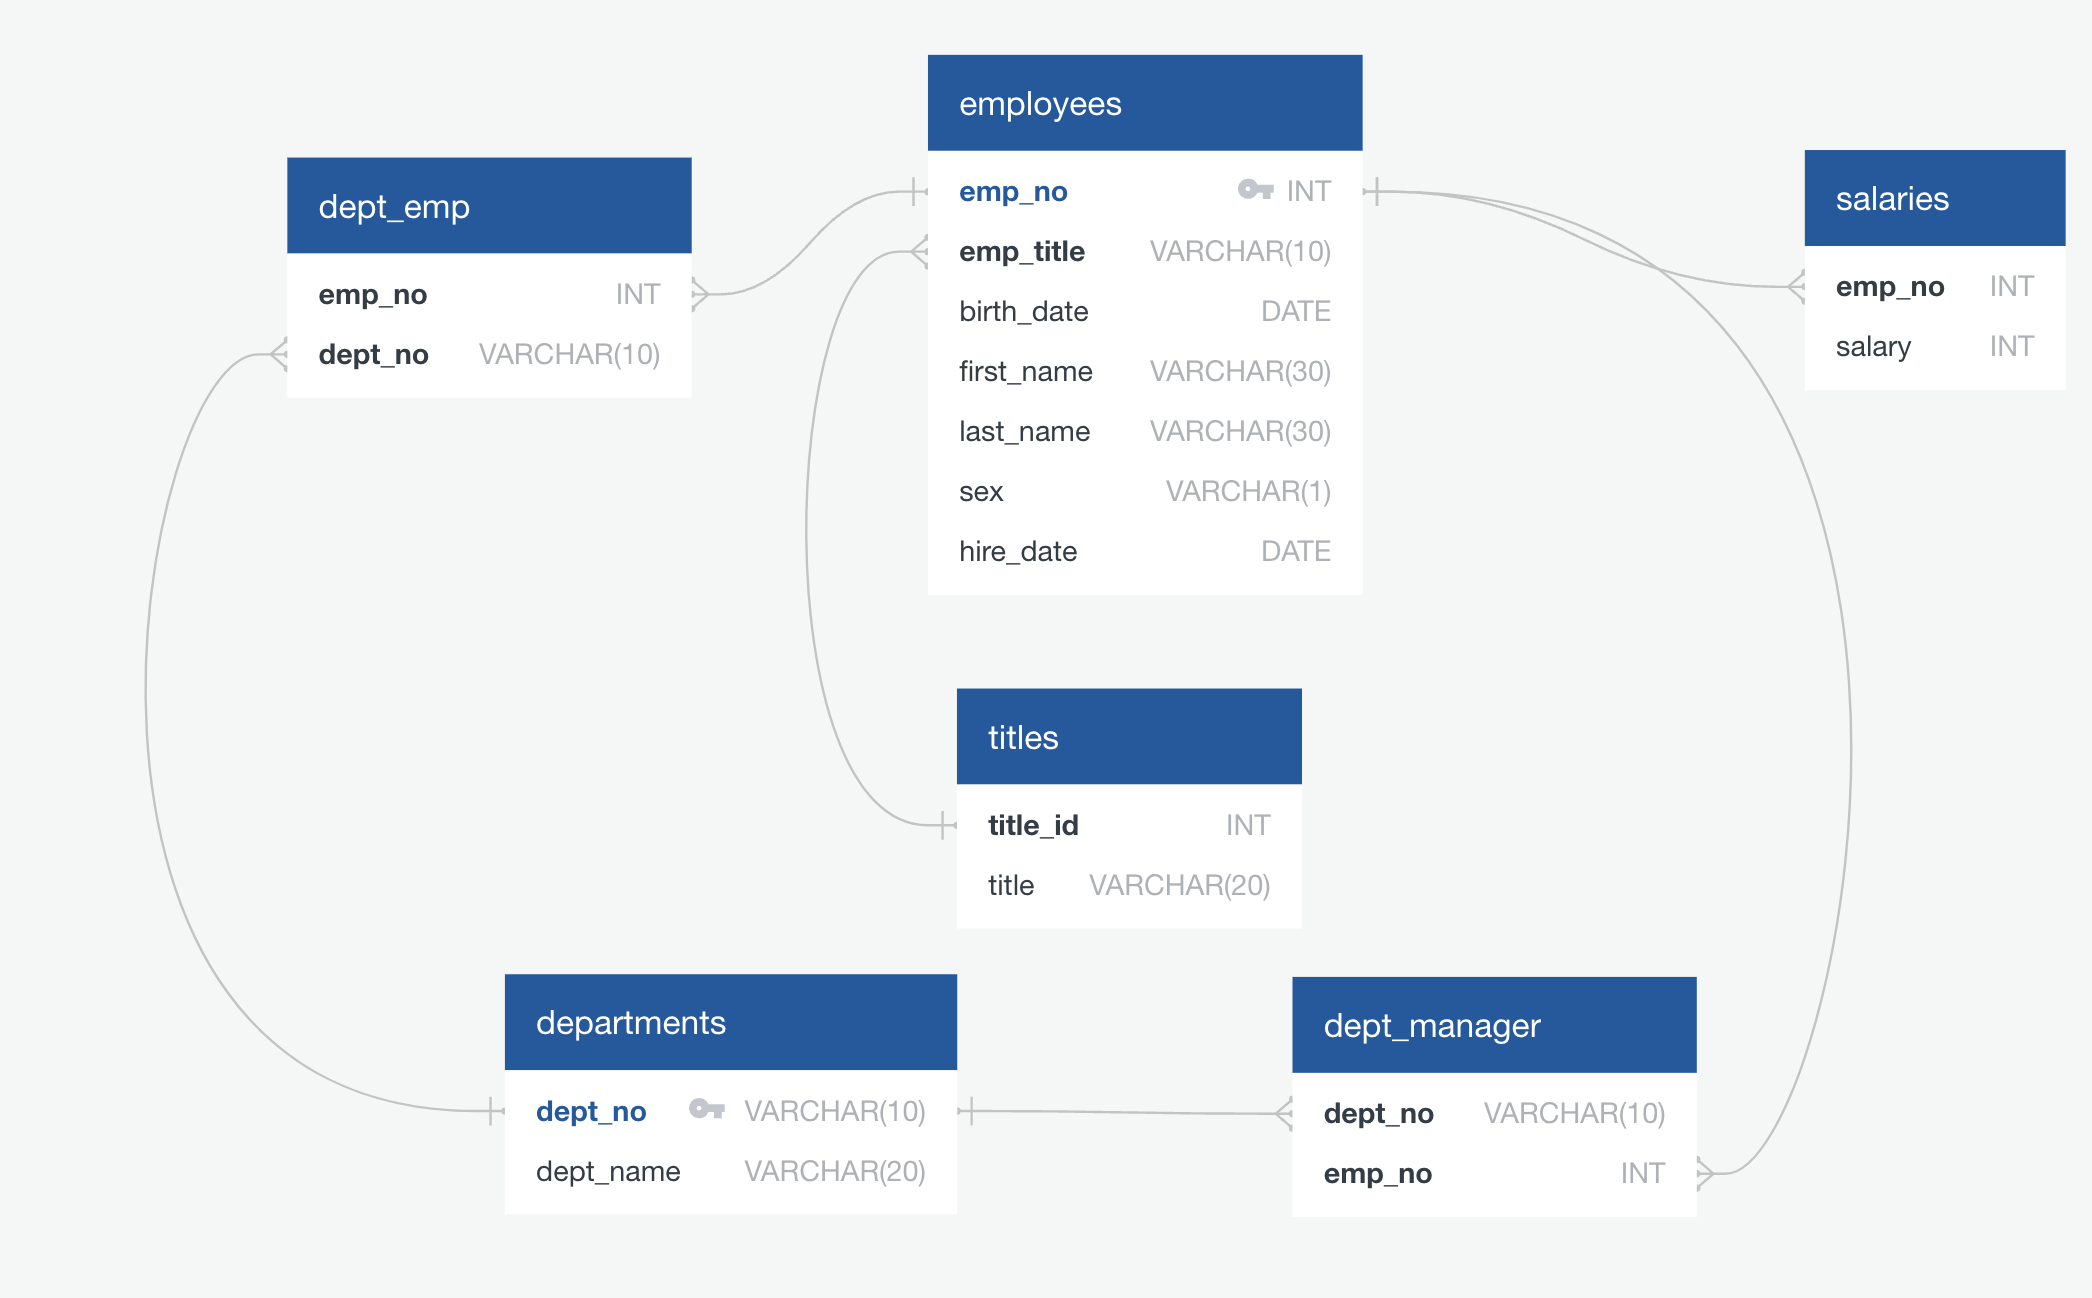 employees
emp_no INT
emp_title VARCHAR(10)
birth_date DATE
first_name VARCHAR(30)
last_name VARCHAR(30)
sex VARCHAR(1)
hire_date DATE
dept_emp
emp_no INT
dept_no VARCHAR(10)
salaries
emp_no INT
salary INT
titles
title_id INT
title VARCHAR(20)
departments
dept_no VARCHAR(10)
dept_name VARCHAR(20)
dept_manager
dept_no VARCHAR(10)
emp_no INT